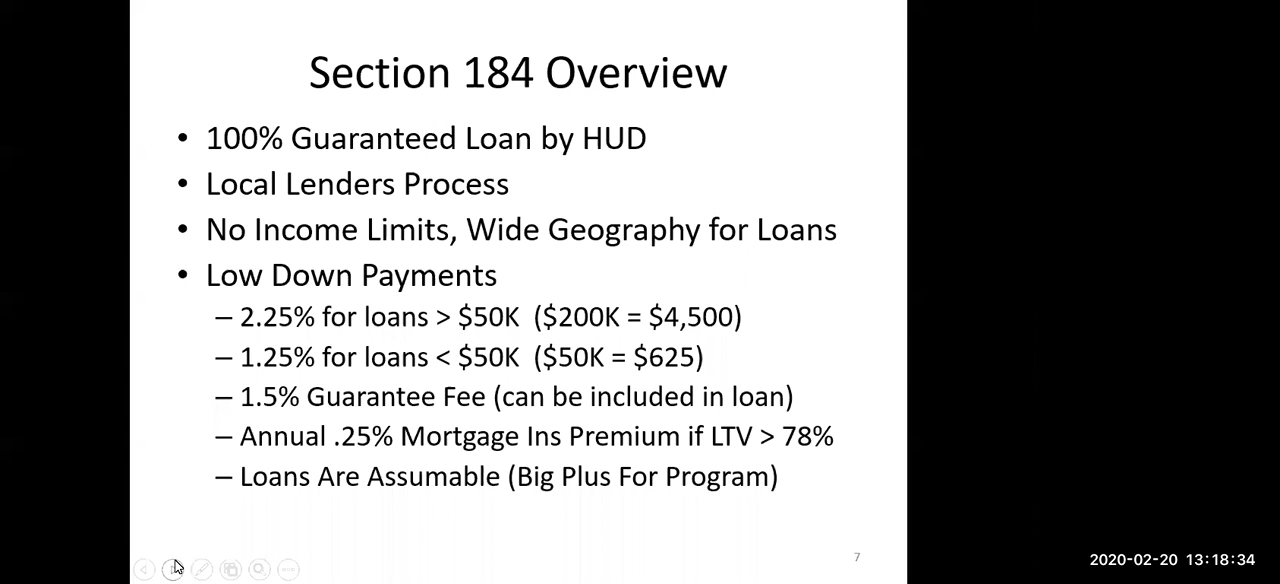 Section 184 Overview
• 100% Guaranteed Loan by HUD
• Local Lenders Process
• No Income Limits, Wide Geography for Loans
• Low Down Payments
– 2.25% for loans > $50K ($200K = $4,500)
– 1.25% for loans < $50K ($50K = $625)
– 1.5% Guarantee Fee (can be included in loan)
– Annual .25% Mortgage Ins Premium if LTV > 78%
– Loans Are Assumable (Big Plus For Program)
7
2020-02-20 13:18:34